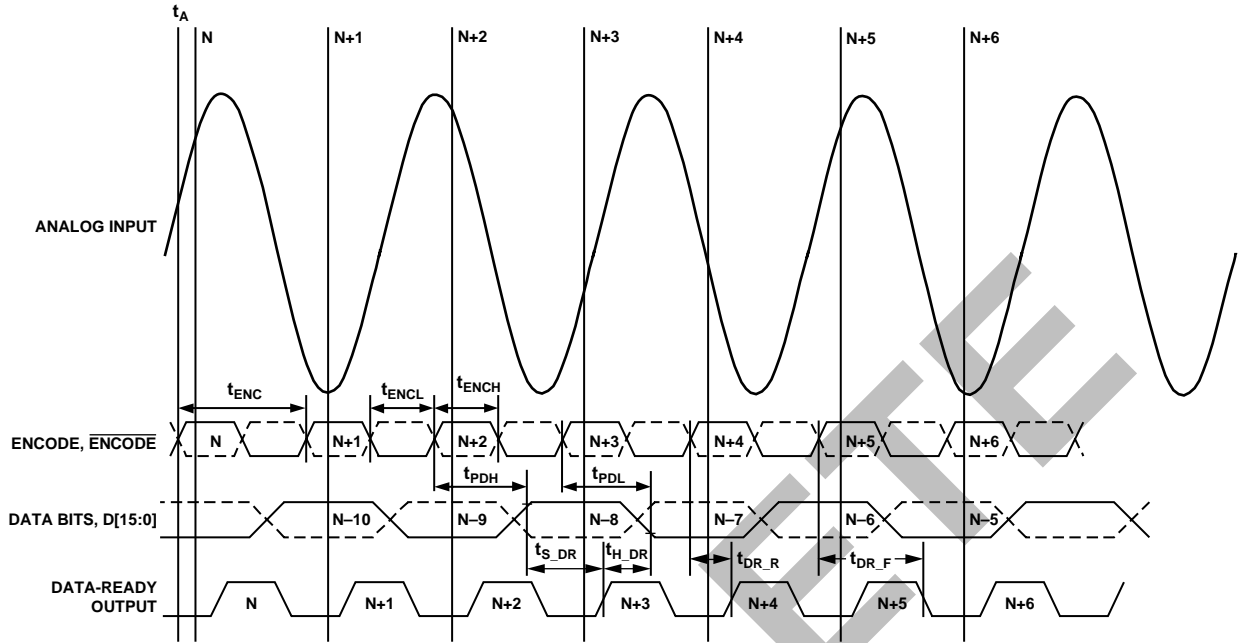 tA
N N+1 N+2 N+3 N+4 N+5 N+6
ANALOG INPUT
tENC tENCL tENCH
ENCODE, ENCODE N N+1 N+2 N+3 N+4 N+5 N+6
tPDH tPDL
DATA BITS, D[15:0] N–10 N–9 N–8 N–7 N–6 N–5
tS_DR tH_DR tDR_R tDR_F
DATA-READY
OUTPUT N N+1 N+2 N+3 N+4 N+5 N+6
ETE